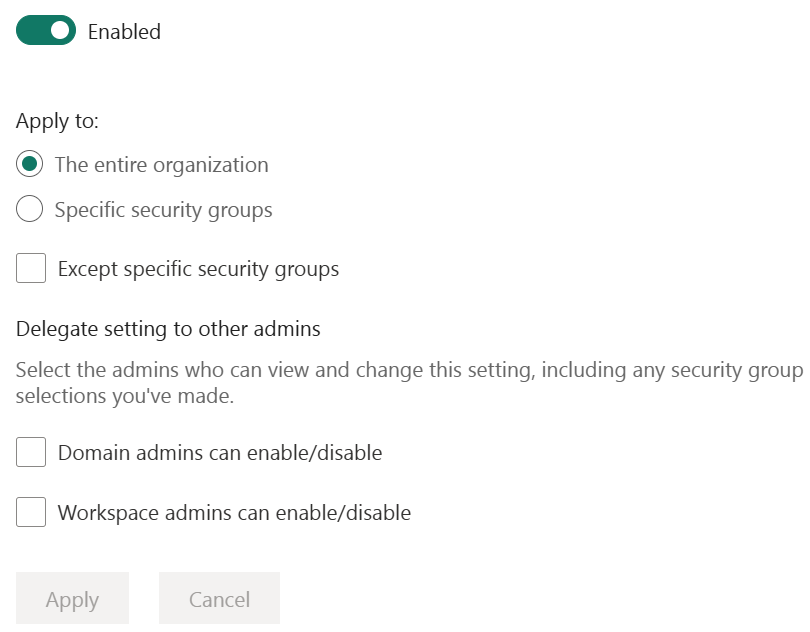 Enabled
Apply to:
The entire organization
Specific security groups
Except specific security groups
Delegate setting to other admins
Select the admins who can view and change this setting, including any security group
selections you've made.
Domain admins can enable/disable
Workspace admins can enable/disable
Apply
Cancel